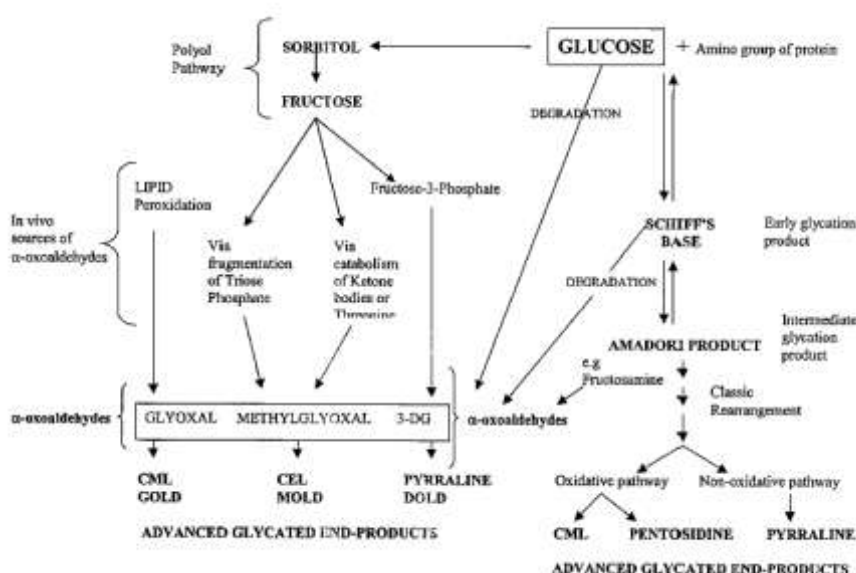 Polyol
Pathway
SORBITOL
GLUCOSE + Amino group of protein
FRUCTOSE
DEGRADATION
LIPID
Peroxidation
Fructose-3-Phosphate
In vivo
sources of
α-oxoaldehydes
Via
fragmentation
of Triose
Phosphate
Via
catabolism
of Ketone
bodies or
Threonine
SCHIFF'S
BASE
Early glycation
product
DEGRADATION
AMADORI PRODUCT
Intermediate
glycation
product
e.g
Fructosamine
Classic
Rearrangement
α-oxoaldehydes
GLYOXAL METHYLGLYOXAL 3-DG
α-oxoaldehydes
CML
GOLD
CEL
MOLD
PYRRALINE
DOLD
ADVANCED GLYCATED END-PRODUCTS
Oxidative pathway
Non-oxidative pathway
CML PENTOSIDINE PYRRALINE
ADVANCED GLYCATED END-PRODUCTS